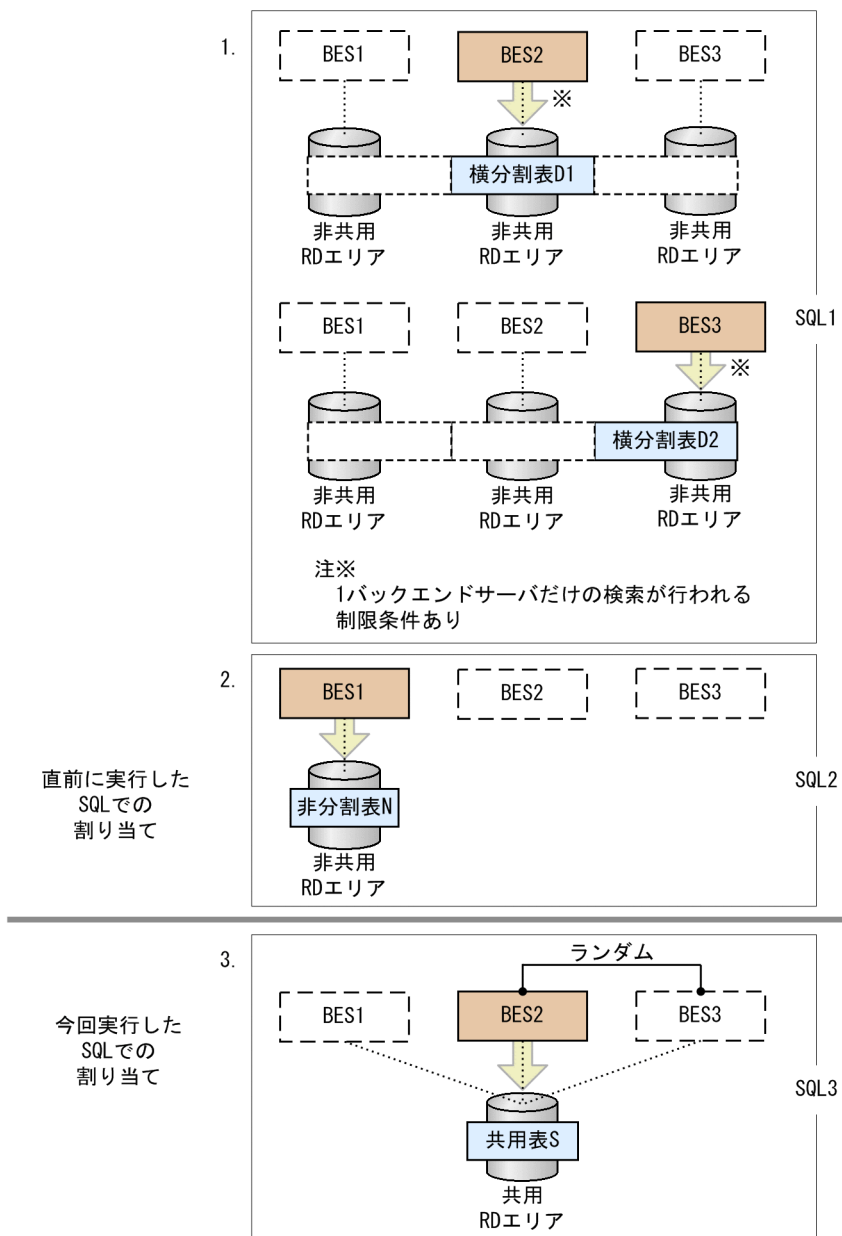 1.
BES1
BES2
BES3
※
横分割表D1
非共用
RDエリア
非共用
RDエリア
非共用
RDエリア
BES1
BES2
BES3
※
SQL1
横分割表D2
非共用
RDエリア
非共用
RDエリア
非共用
RDエリア
注※
1バックエンドサーバだけの検索が行われる
制限条件あり
2.
BES1
BES2
BES3
直前に実行した
SQLでの
割り当て
SQL2
非分割表N
非共用
RDエリア
3.
ランダム
BES1
BES2
BES3
今回実行した
SQLでの
割り当て
SQL3
共用表S
共用
RDエリア